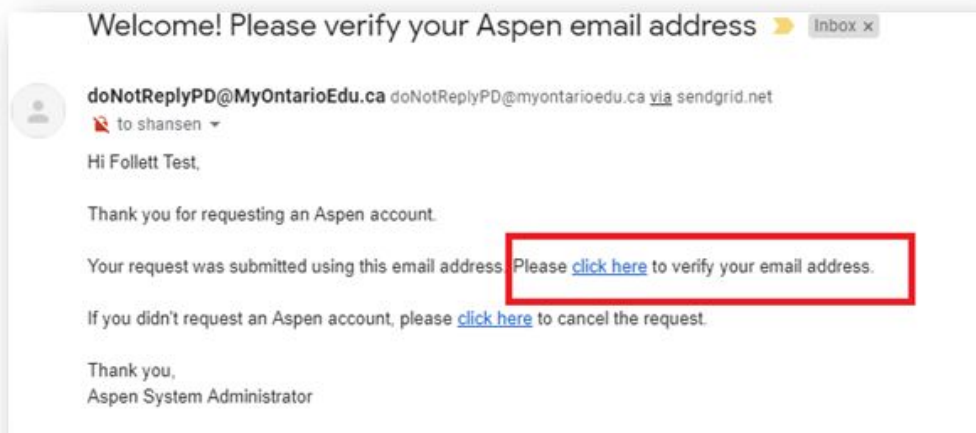 Welcome! Please verify your Aspen email address Inbox x
doNotReplyPD@MyOntarioEdu.ca doNotReplyPD@myontarioedu.ca via sendgrid.net
to shansen
Hi Follett Test,
Thank you for requesting an Aspen account.
Your request was submitted using this email address. Please click here to verify your email address.
If you didn't request an Aspen account, please click here to cancel the request.
Thank you,
Aspen System Administrator